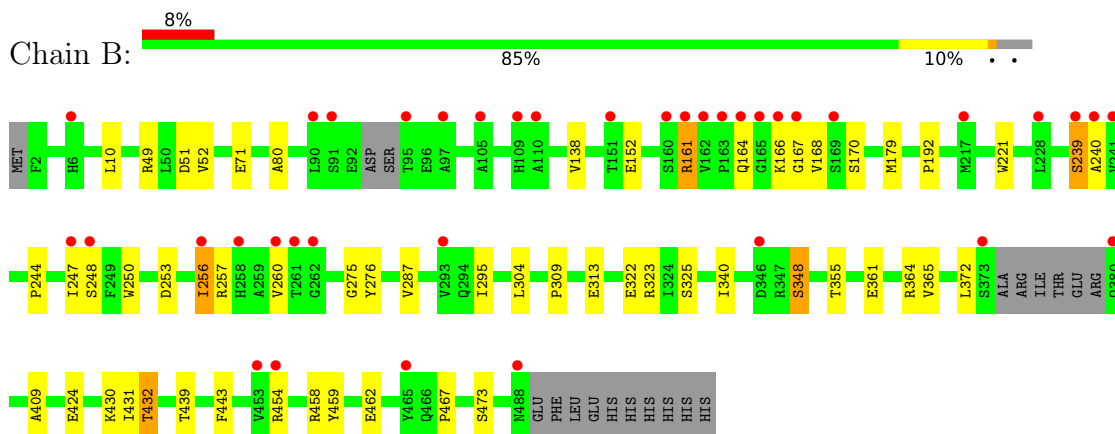 8%
Chain B:
85% 10% • •
MET F2 H6 L10 R49 L50 D51 V52 E71 A80 L90 S91 E92 ASP SER T95 E96 A97 A105 H109 A110 V138 T151 E152 S160 R161 V162 P163 Q164 G165 K166 G167 V168 S169 S170 M179 P192 M217 W221 L228 S239 A240 V241
P244 I247 S248 F249 W250 D253 I256 R257 H258 A259 V260 T261 G262 G275 Y276 V287 V293 Q294 I295 L304 P309 E313 E322 R323 I324 S325 I340 D346 R347 S348 T355 E361 R364 V365 L372 S373 ALA ARG ILE THR GLU ARG
A409 E424 K430 I431 T432 T439 F443 V453 R454 R458 Y459 E462 Y465 Q466 P467 S473 N488 GLU PHE LEU GLU HIS HIS HIS HIS HIS HIS